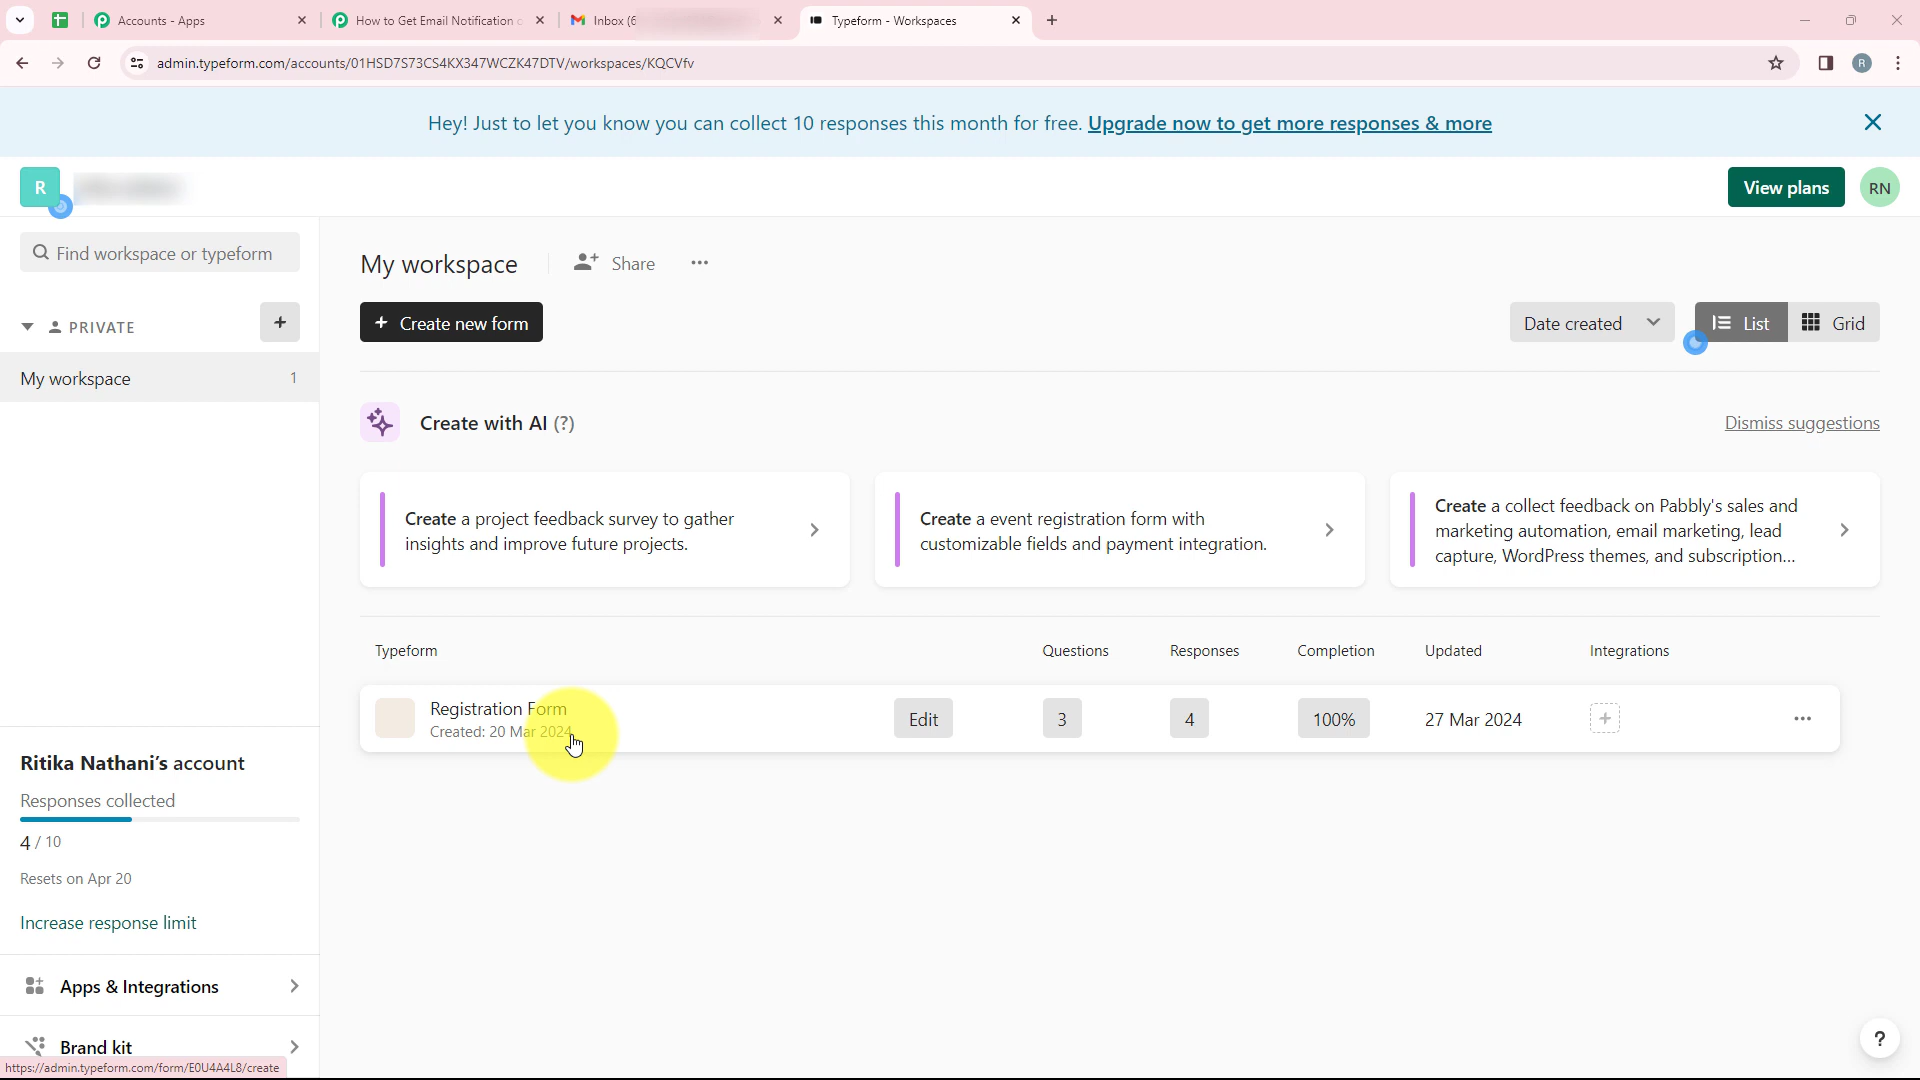 Accounts - Apps
How to Get Email Notification
Inbox (6
Typeform - Workspaces
admin.typeform.com/accounts/01HSD7S73CS4KX347WCZK47DTV/workspaces/KQCVfv
R
Hey! Just to let you know you can collect 10 responses this month for free. Upgrade now to get more responses & more
R
View plans
RN
Find workspace or typeform
My workspace
Share
PRIVATE
+ Create new form
Date created
List
Grid
My workspace 1
Create with AI (?)
Dismiss suggestions
Create a project feedback survey to gather
insights and improve future projects.
Create a event registration form with
customizable fields and payment integration.
Create a collect feedback on Pabbly's sales and
marketing automation, email marketing, lead
capture, WordPress themes, and subscription...
Typeform Questions Responses Completion Updated Integrations
Registration Form
Created: 20 Mar 2024
Edit 3 4 100% 27 Mar 2024
Ritika Nathani's account
Responses collected
4 / 10
Resets on Apr 20
Increase response limit
Apps & Integrations
Brand kit
?
https://admin.typeform.com/form/E0U4A4L8/create